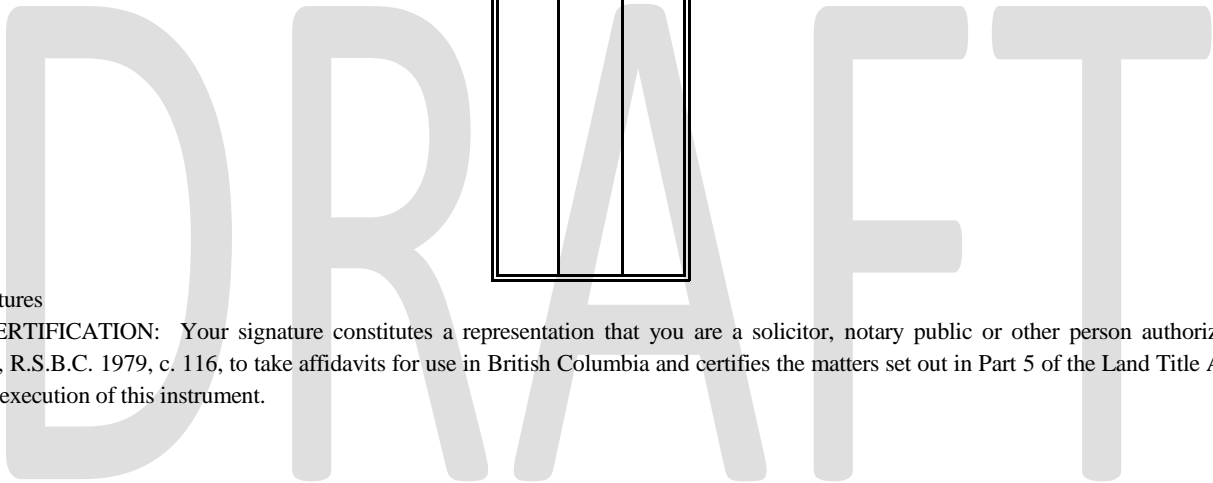 DRAFT
tures
ERTIFICATION: Your signature constitutes a representation that you are a solicitor, notary public or other person authoriz
, R.S.B.C. 1979, c. 116, to take affidavits for use in British Columbia and certifies the matters set out in Part 5 of the Land Title A
execution of this instrument.